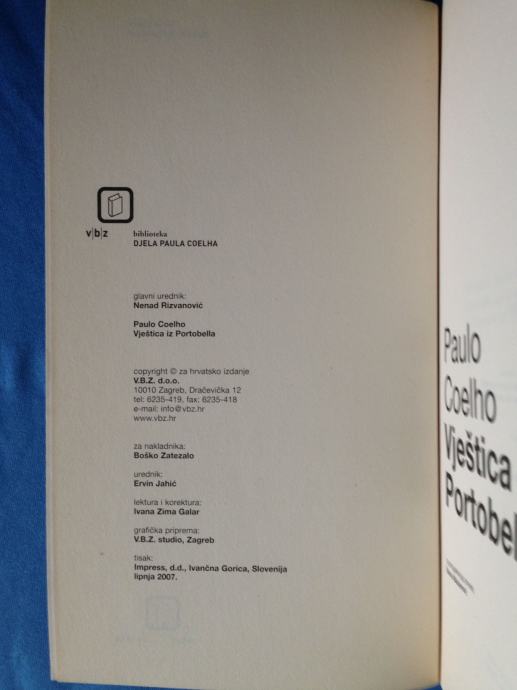 v|b|z
biblioteka
DJELA PAULA COELHA
glavni urednik:
Nenad Rizvanović
Paulo Coelho
Vještica iz Portobella
copyright © za hrvatsko izdanje
V.B.Z. d.o.o.
10010 Zagreb, Dračevička 12
tel: 6235-419, fax: 6235-418
e-mail: info@vbz.hr
www.vbz.hr
za nakladnika:
Boško Zatezalo
urednik:
Ervin Jahić
lektura i korektura:
Ivana Zima Galar
grafička priprema:
V.B.Z. studio, Zagreb
tisak:
Impress, d.d., Ivančna Gorica, Slovenija
lipnja 2007.
Paulo
Coelho
Vještica
Portobel